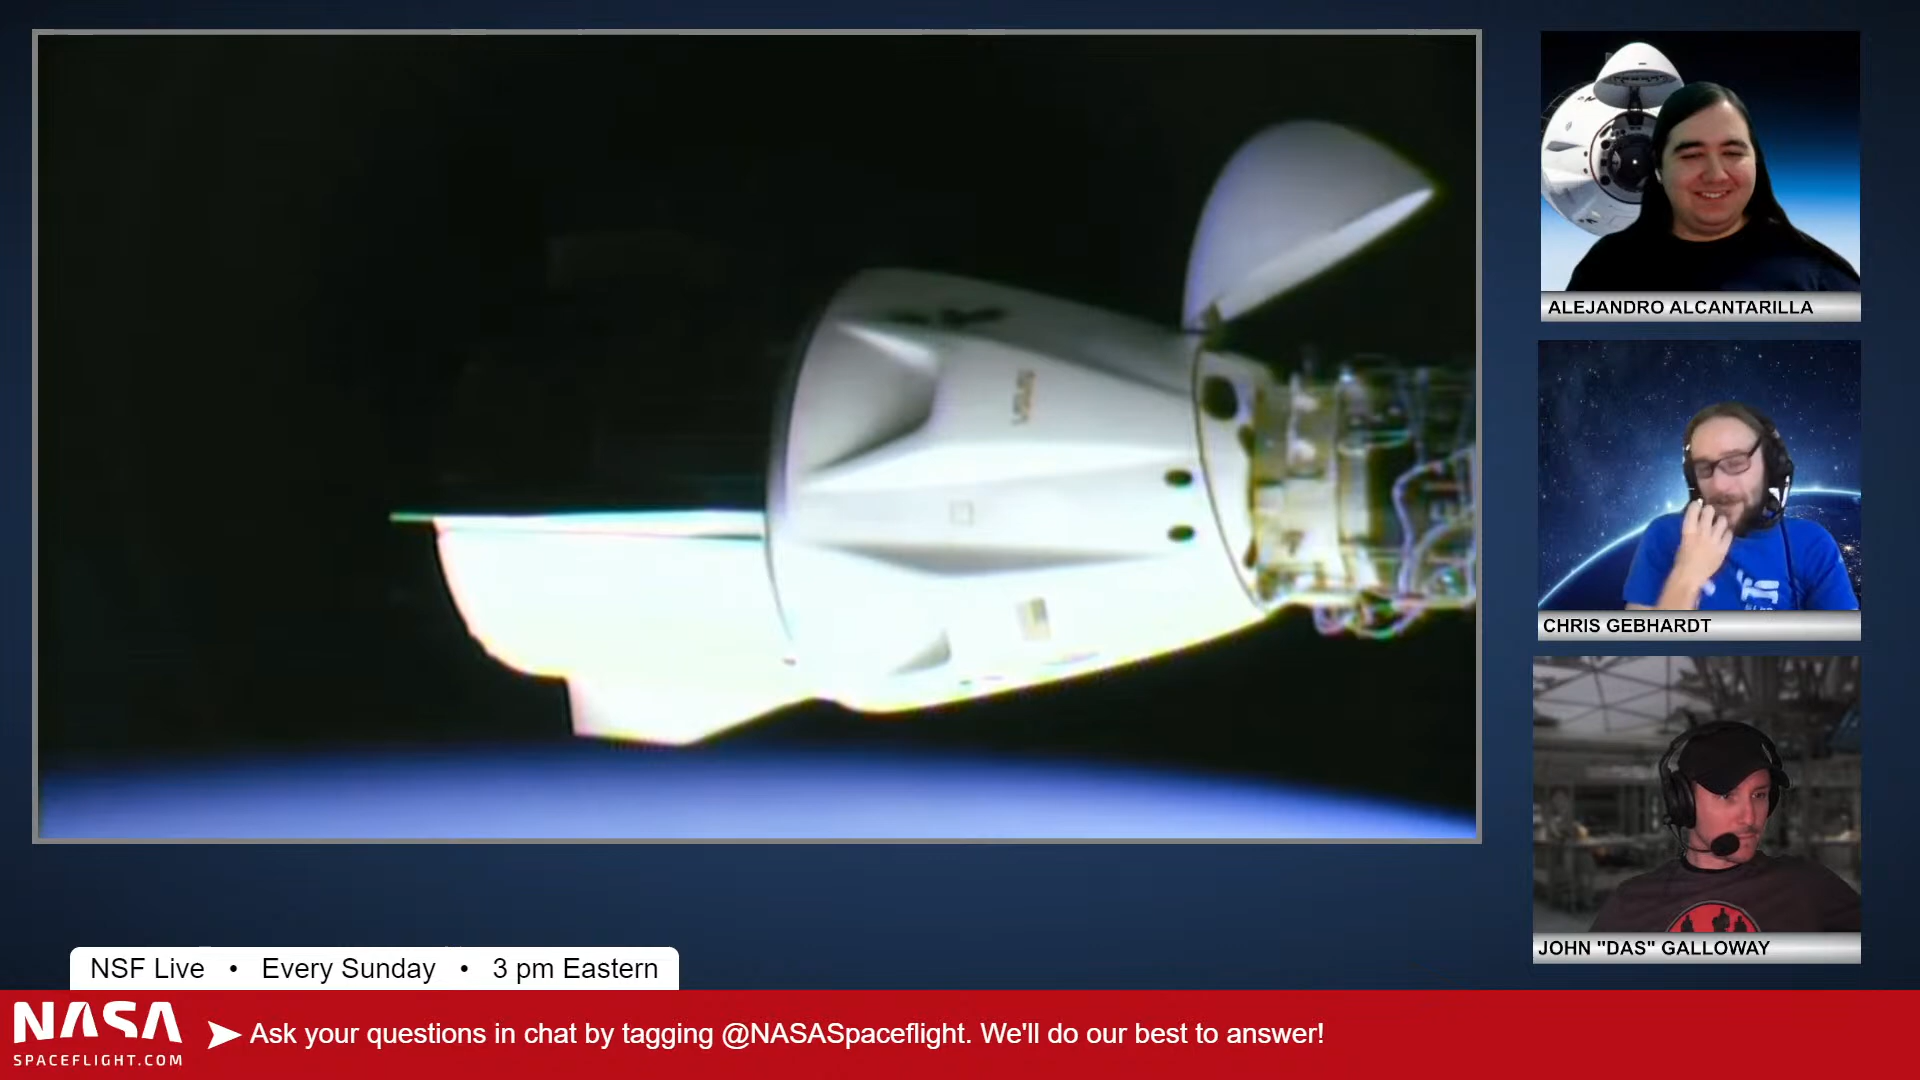 NASA
ALEJANDRO ALCANTARILLA
CHRIS GEBHARDT
JOHN "DAS" GALLOWAY
NSF Live • Every Sunday • 3 pm Eastern
NASA
SPACEFLIGHT.COM
Ask your questions in chat by tagging @NASASpaceflight. We'll do our best to answer!